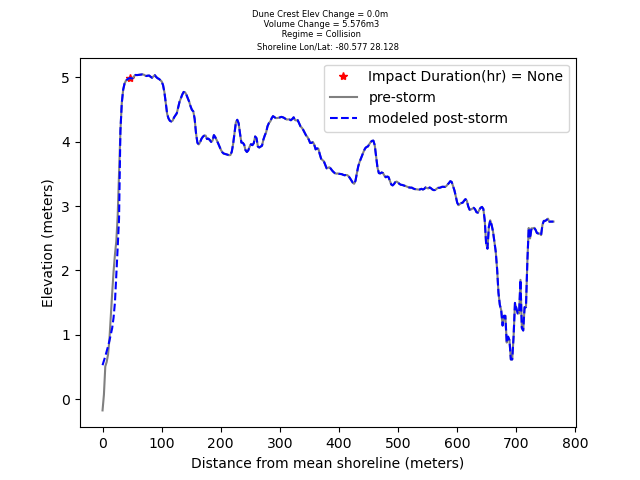 Dune Crest Elev Change = 0.0m
Volume Change = 5.576m3
Regime = Collision
Shoreline Lon/Lat: -80.577 28.128
Impact Duration(hr) = None
pre-storm
modeled post-storm
Elevation (meters)
5
4
3
2
1
0
0 100 200 300 400 500 600 700 800
Distance from mean shoreline (meters)